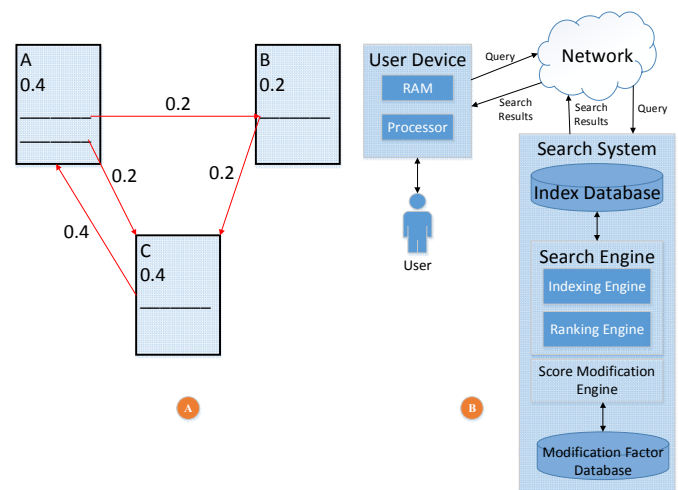 A
0.4
B
0.2
0.2
0.2
0.2
0.4
C
0.4
A
User Device
RAM
Processor
User
Query
Search
Results
Network
Search
Results
Query
Search System
Index Database
Search Engine
Indexing Engine
Ranking Engine
Score Modification
Engine
Modification Factor
Database
B